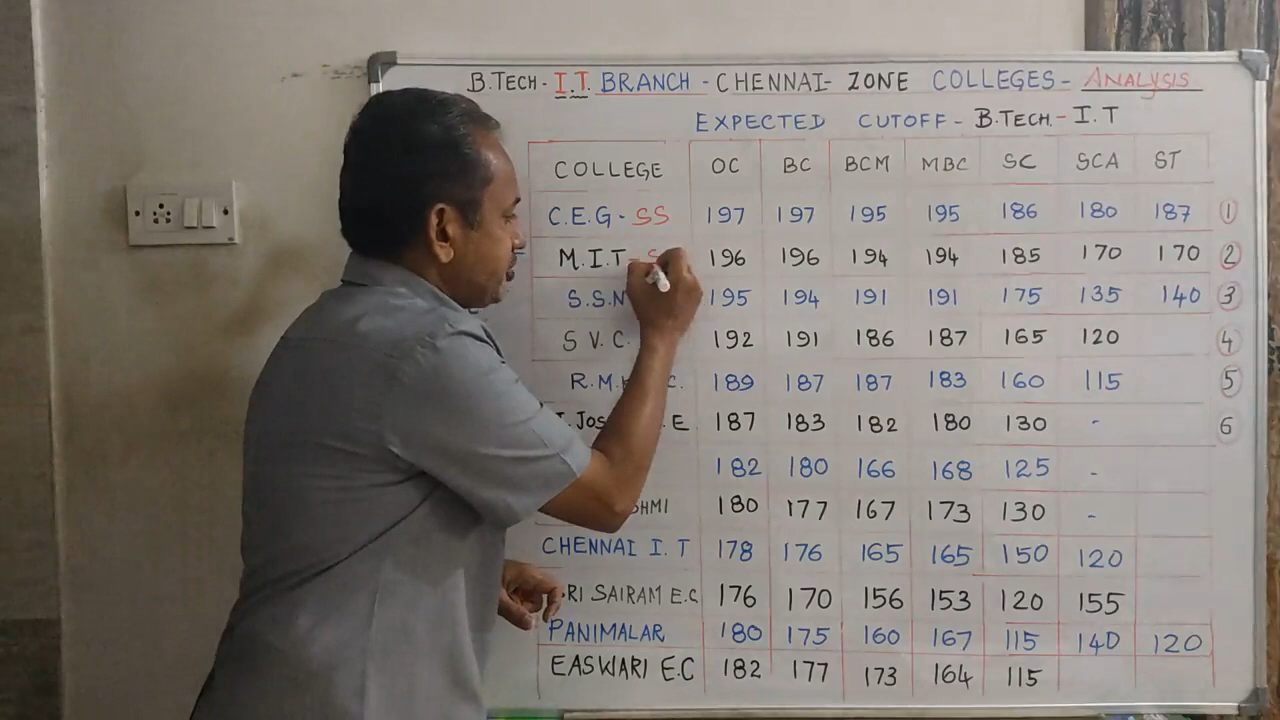 B.TECH - I.T. BRANCH - CHENNAI - ZONE COLLEGES - ANALYSIS
EXPECTED CUTOFF - B.TECH. - I.T
COLLEGE OC BC BCM MBC SC SCA ST
C.E.G - SS 197 197 195 195 186 180 187 1
M.I.T - 196 196 194 194 185 170 170 2
S.S.N 195 194 191 191 175 135 140 3
S V.C. 192 191 186 187 165 120 4
189 187 187 183 160 115 5
E 187 183 182 180 130 - 6
182 180 166 168 125 -
180 177 167 173 130 -
CHENNAI I.T 178 176 165 165 150 120
SRI SAIRAM E.C 176 170 156 153 120 155
PANIMALAR 180 175 160 167 115 140 120
EASWARI E.C 182 177 173 164 115